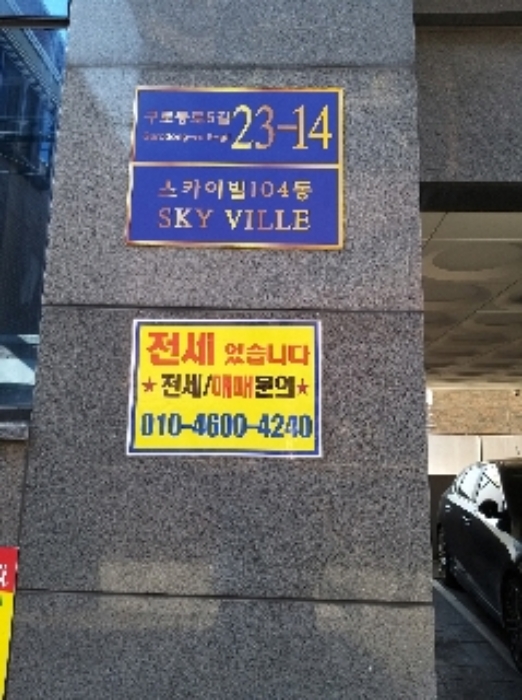 구로동로5길
23-14
스카이빌104동
SKY VILLE
전세 있습니다
★전세/매매문의★
010-4600-4240